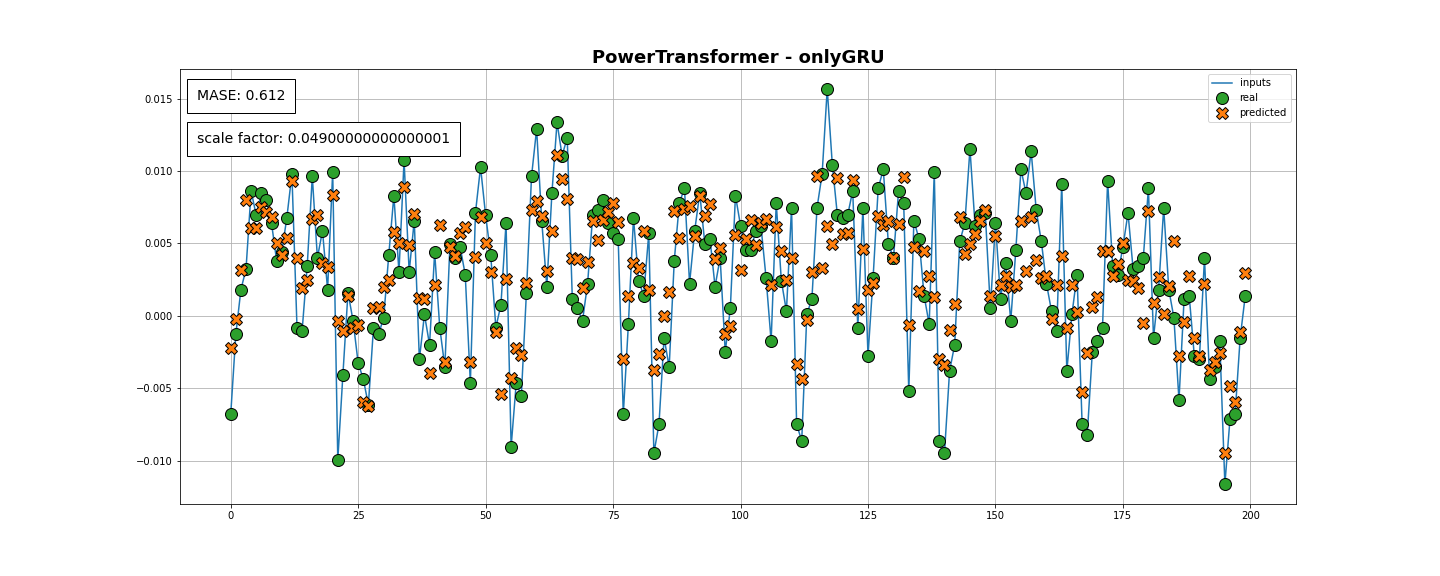 PowerTransformer - onlyGRU
MASE: 0.612
scale factor: 0.04900000000000001
inputs
real
predicted
0.015
0.010
0.005
0.000
−0.005
−0.010
0 25 50 75 100 125 150 175 200